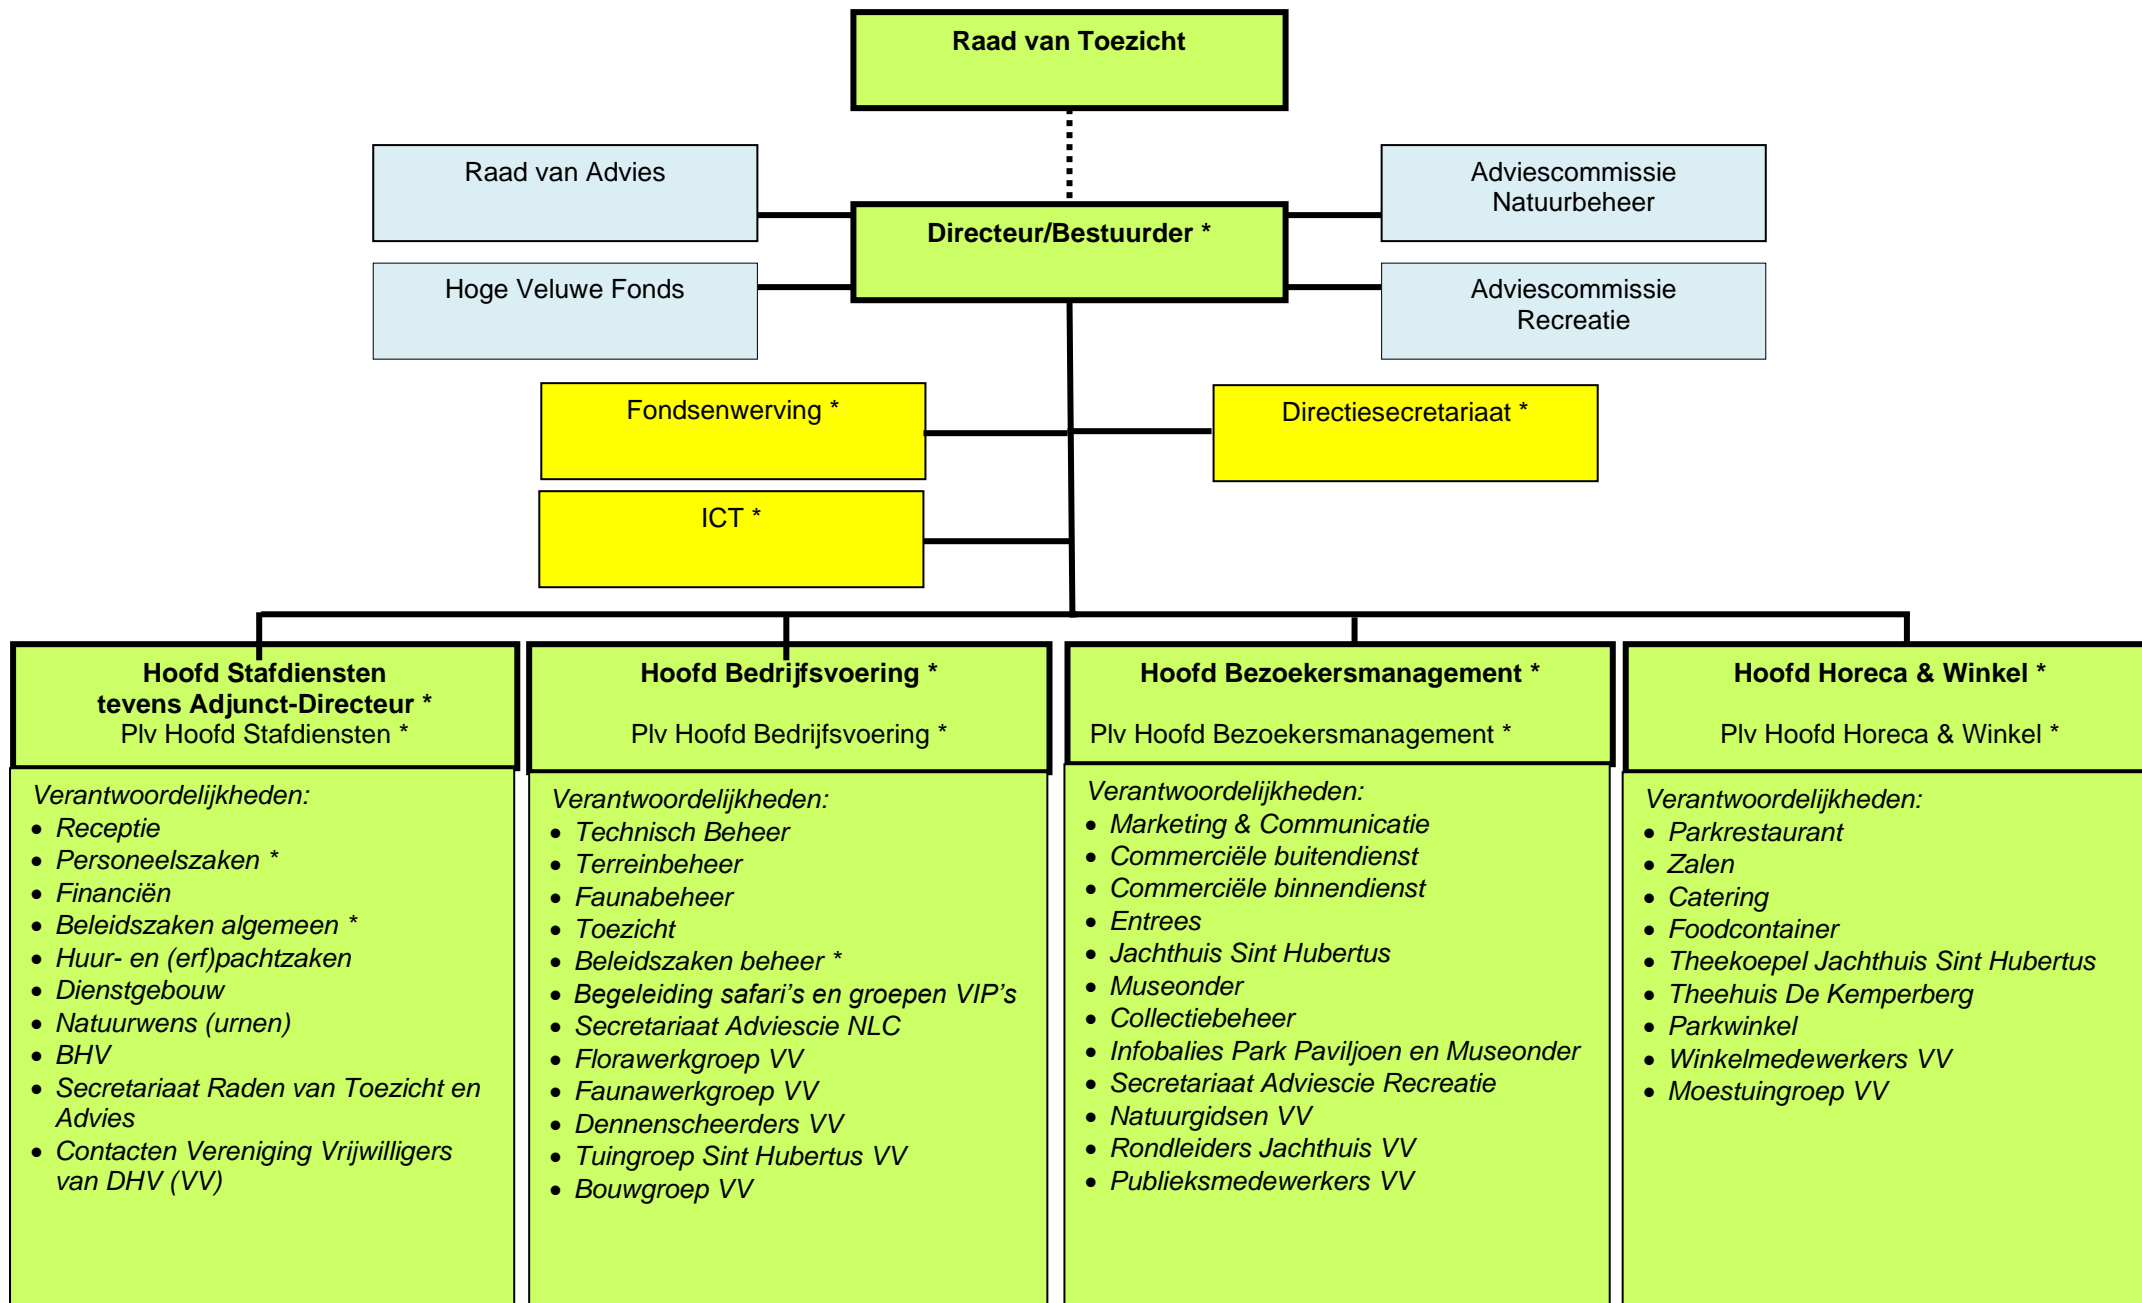 Raad van Toezicht
Raad van Advies
Adviescommissie
Natuurbeheer
Directeur/Bestuurder *
Hoge Veluwe Fonds
Adviescommissie
Recreatie
Fondsenwerving *
Directiesecretariaat *
ICT *
Hoofd Stafdiensten
tevens Adjunct-Directeur *
Plv Hoofd Stafdiensten *
Verantwoordelijkheden:
• Receptie
• Personeelszaken *
• Financiën
• Beleidszaken algemeen *
• Huur- en (erf)pachtzaken
• Dienstgebouw
• Natuurwens (urnen)
• BHV
• Secretariaat Raden van Toezicht en
Advies
• Contacten Vereniging Vrijwilligers
van DHV (VV)
Hoofd Bedrijfsvoering *
Plv Hoofd Bedrijfsvoering *
Verantwoordelijkheden:
• Technisch Beheer
• Terreinbeheer
• Faunabeheer
• Toezicht
• Beleidszaken beheer *
• Begeleiding safari’s en groepen VIP’s
• Secretariaat Adviescie NLC
• Florawerkgroep VV
• Faunawerkgroep VV
• Dennenscheerders VV
• Tuingroep Sint Hubertus VV
• Bouwgroep VV
Hoofd Bezoekersmanagement *
Plv Hoofd Bezoekersmanagement *
Verantwoordelijkheden:
• Marketing & Communicatie
• Commerciële buitendienst
• Commerciële binnendienst
• Entrees
• Jachthuis Sint Hubertus
• Museonder
• Collectiebeheer
• Infobalies Park Paviljoen en Museonder
• Secretariaat Adviescie Recreatie
• Natuurgidsen VV
• Rondleiders Jachthuis VV
• Publieksmedewerkers VV
Hoofd Horeca & Winkel *
Plv Hoofd Horeca & Winkel *
Verantwoordelijkheden:
• Parkrestaurant
• Zalen
• Catering
• Foodcontainer
• Theekoepel Jachthuis Sint Hubertus
• Theehuis De Kemperberg
• Parkwinkel
• Winkelmedewerkers VV
• Moestuingroep VV